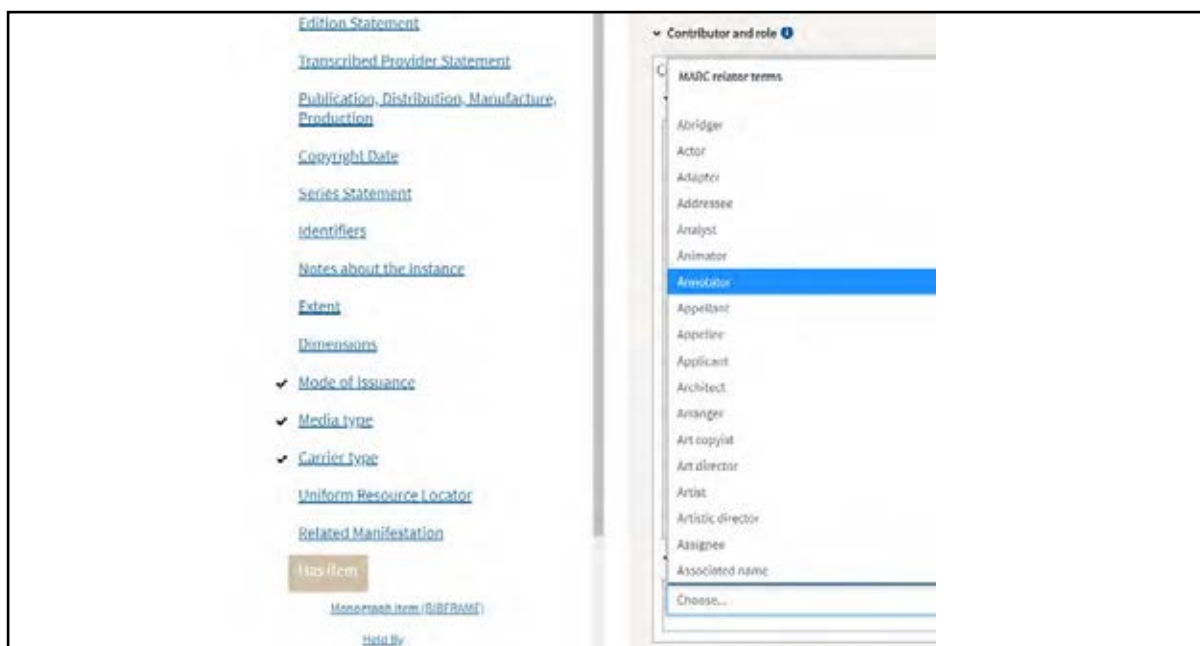 Edition Statement
Transcribed Provider Statement
Publication, Distribution, Manufacture,
Production
Copyright Date
Series Statement
Identifiers
Notes about the Instance
Extent
Dimensions
Mode of Issuance
Media type
Carrier type
Uniform Resource Locator
Related Manifestation
Has Item
Monograph Item (BIBFRAME)
Held By
Contributor and role
C
MARC relator terms
Abridger
Actor
Adapter
Addressee
Analyst
Animator
Annotator
Appellant
Appellee
Applicant
Architect
Arranger
Art copyist
Art director
Artist
Artistic director
Assignee
Associated name
Choose...